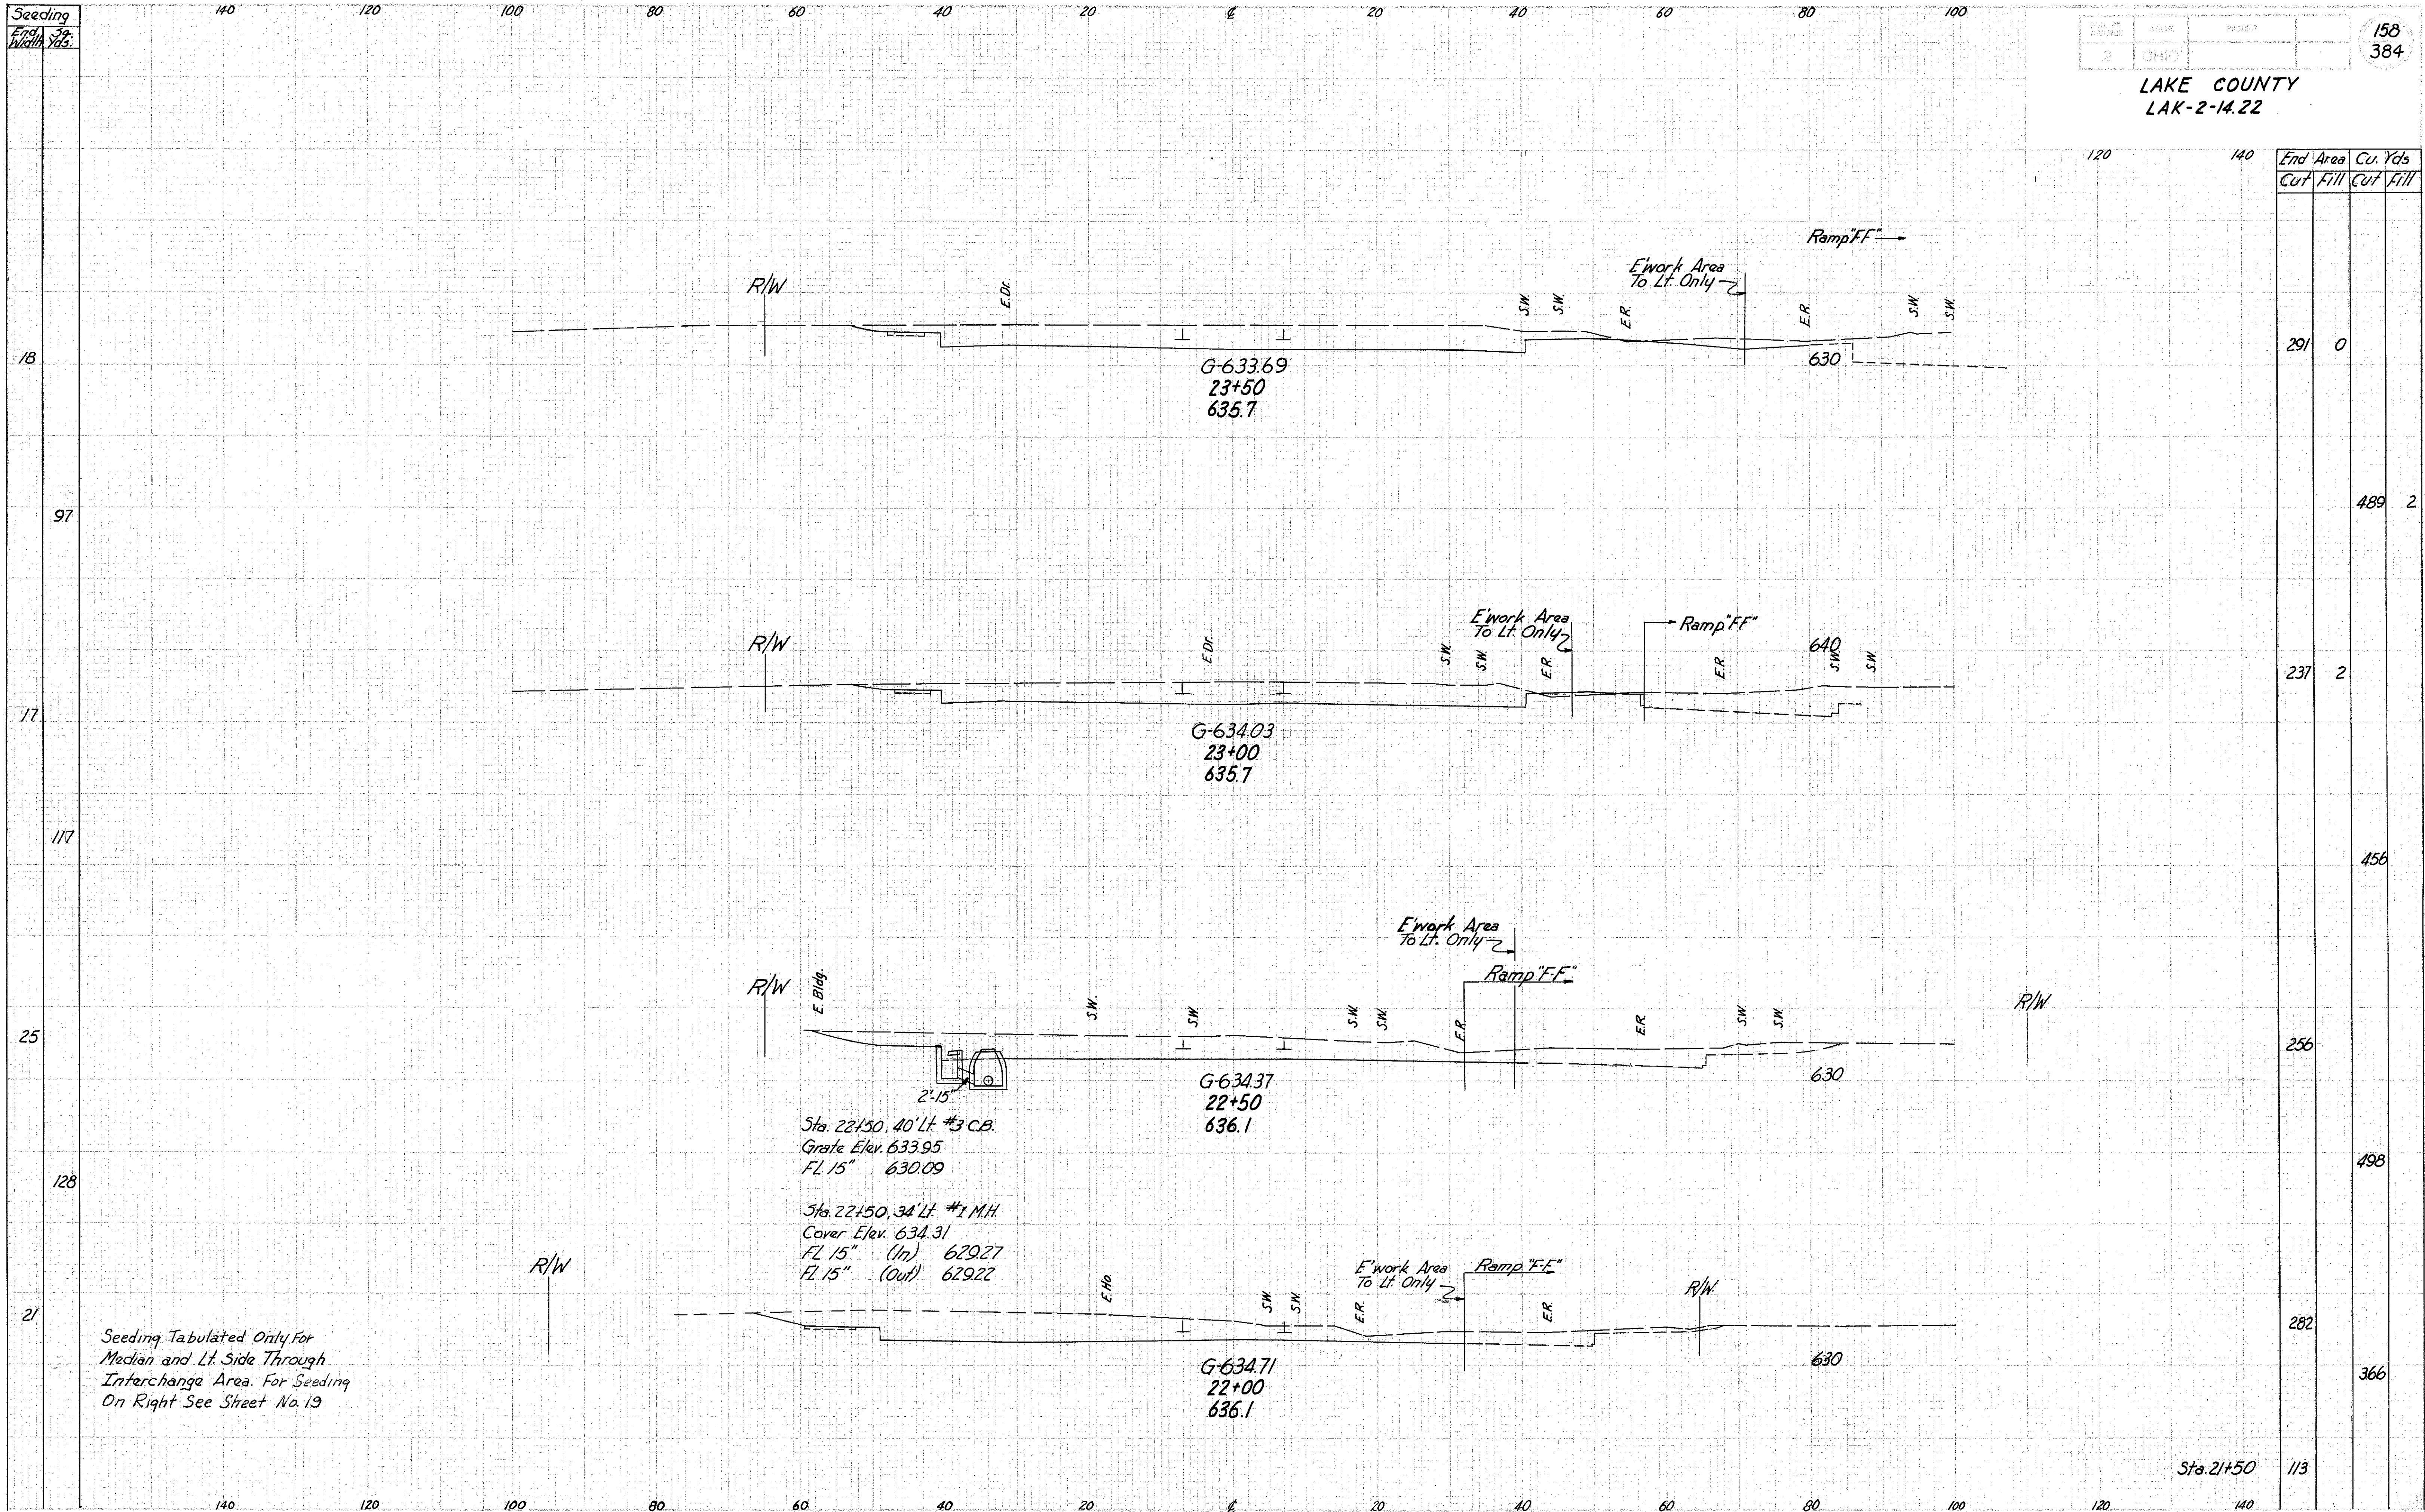 140 120 100 60 40 20 ℄ 20 40 60 80 100
Seeding
End Width Sq. Yds.
2 OHIO PROJECT
158
384
LAKE COUNTY
LAK-2-14.22
120 140
End Area Cu. Yds
Cut Fill Cut Fill
Ramp "FF"
E'work Area
To Lt. Only
R/W
E.Dr.
S.W. S.W. E.R. E.R. S.W. S.W.
18
630
291 0
G-633.69
23+50
635.7
97
489 2
E'work Area
To Lt. Only
Ramp "FF"
R/W
E.Dr.
S.W. S.W. E.R. E.R. S.W. S.W.
640
237 2
17
G-634.03
23+00
635.7
117
456
E'work Area
To Lt. Only
Ramp "F-F"
R/W
E. Bldg.
S.W. S.W. S.W. S.W. E.R. E.R. S.W. S.W.
R/W
25
256
630
2'-15"
G-634.37
22+50
636.1
Sta. 22+50, 40' Lt. #3 C.B.
Grate Elev. 633.95
FL 15" 630.09
128
498
Sta. 22+50, 34' Lt. #1 M.H.
Cover Elev. 634.31
FL 15" (In) 629.27
FL 15" (Out) 629.22
R/W
E'work Area
To Lt. Only
Ramp "F-F"
E.Ho.
S.W. S.W. E.R. E.R.
R/W
21
282
630
G-634.71
22+00
636.1
366
Seeding Tabulated Only For
Median and Lt. Side Through
Interchange Area. For Seeding
On Right See Sheet No. 19
Sta. 21+50 113
140 120 100 80 60 40 20 ℄ 20 40 60 80 100 120 140